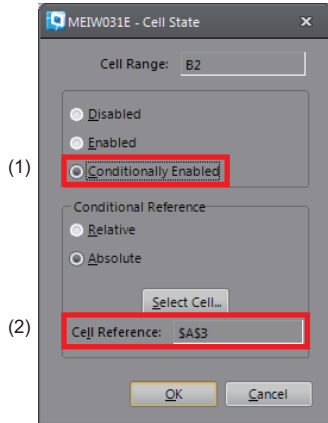 MEIW031E - Cell State
Cell Range: B2
Disabled
Enabled
(1)
Conditionally Enabled
Conditional Reference
Relative
Absolute
Select Cell...
(2)
Cell Reference: $A$3
OK Cancel